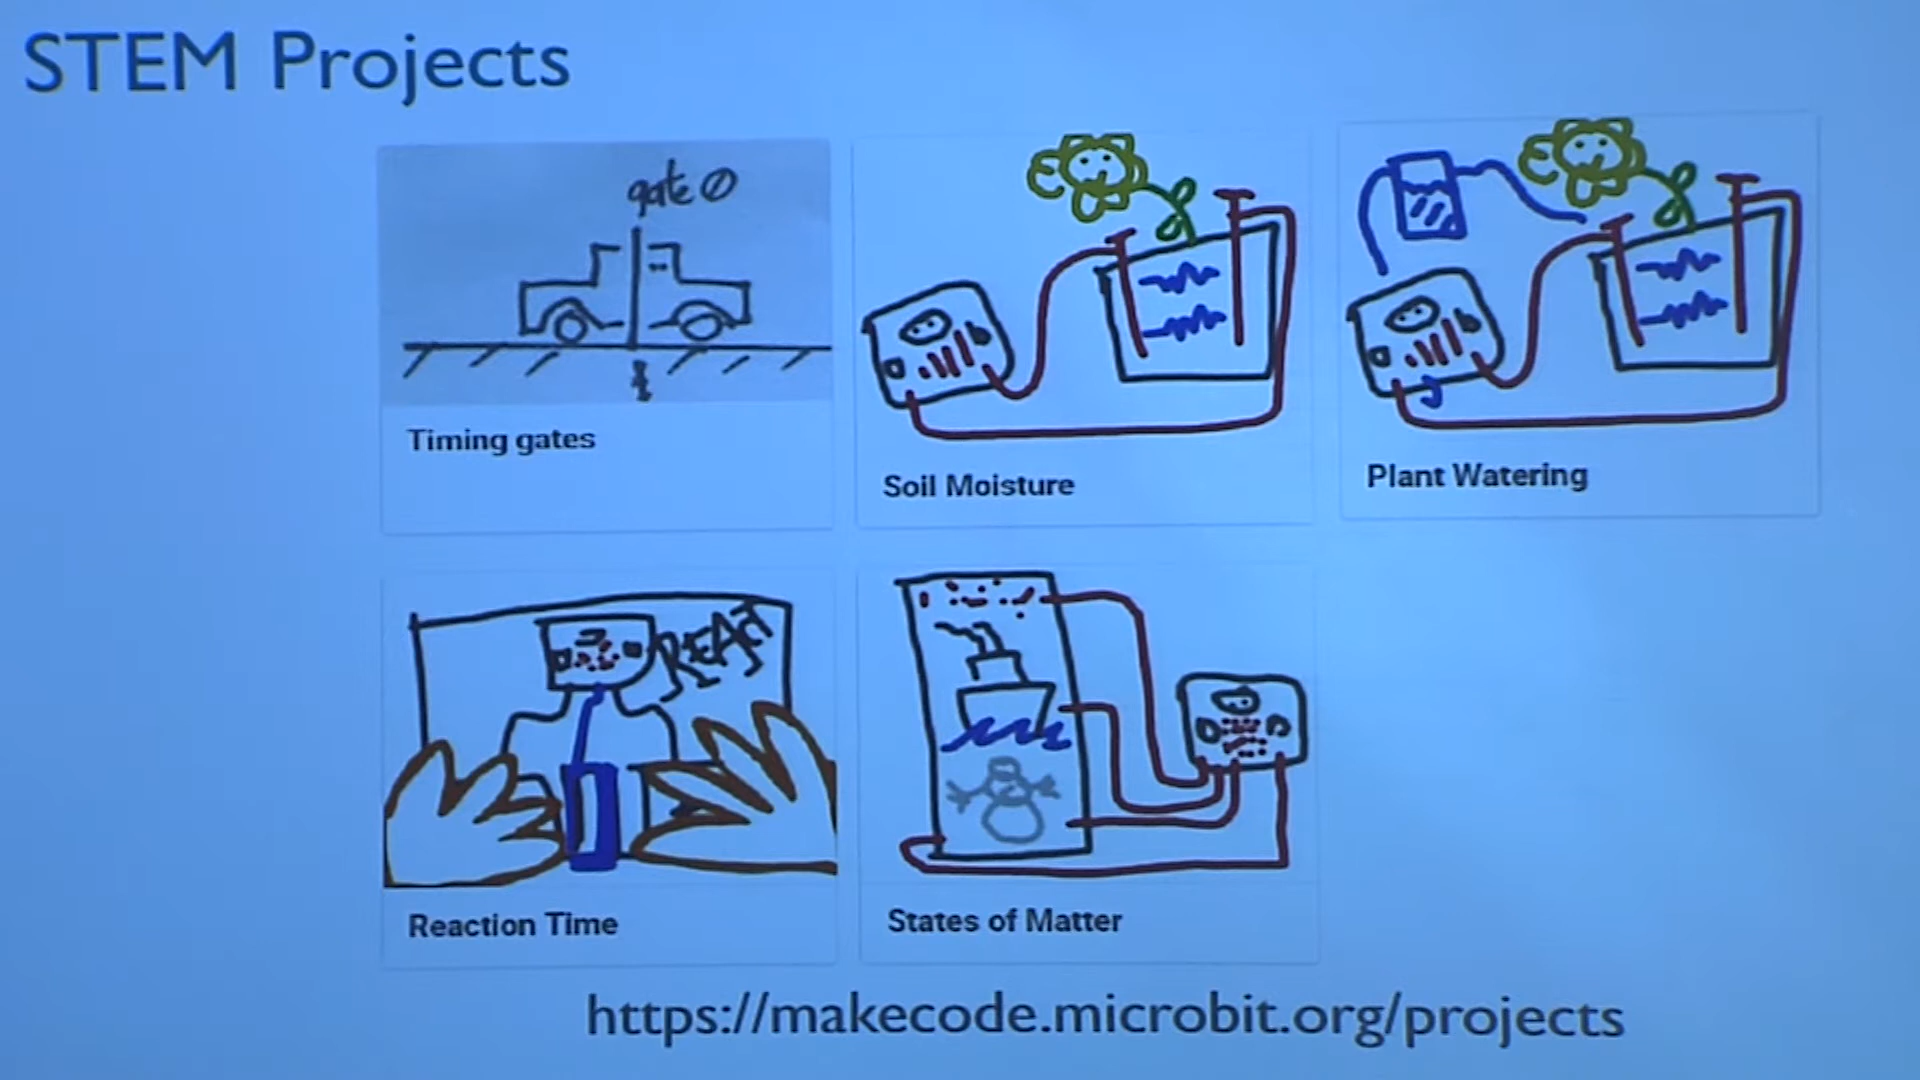 STEM Projects
gate 0
Timing gates
Soil Moisture
Plant Watering
REACT
Reaction Time
States of Matter
https://makecode.microbit.org/projects